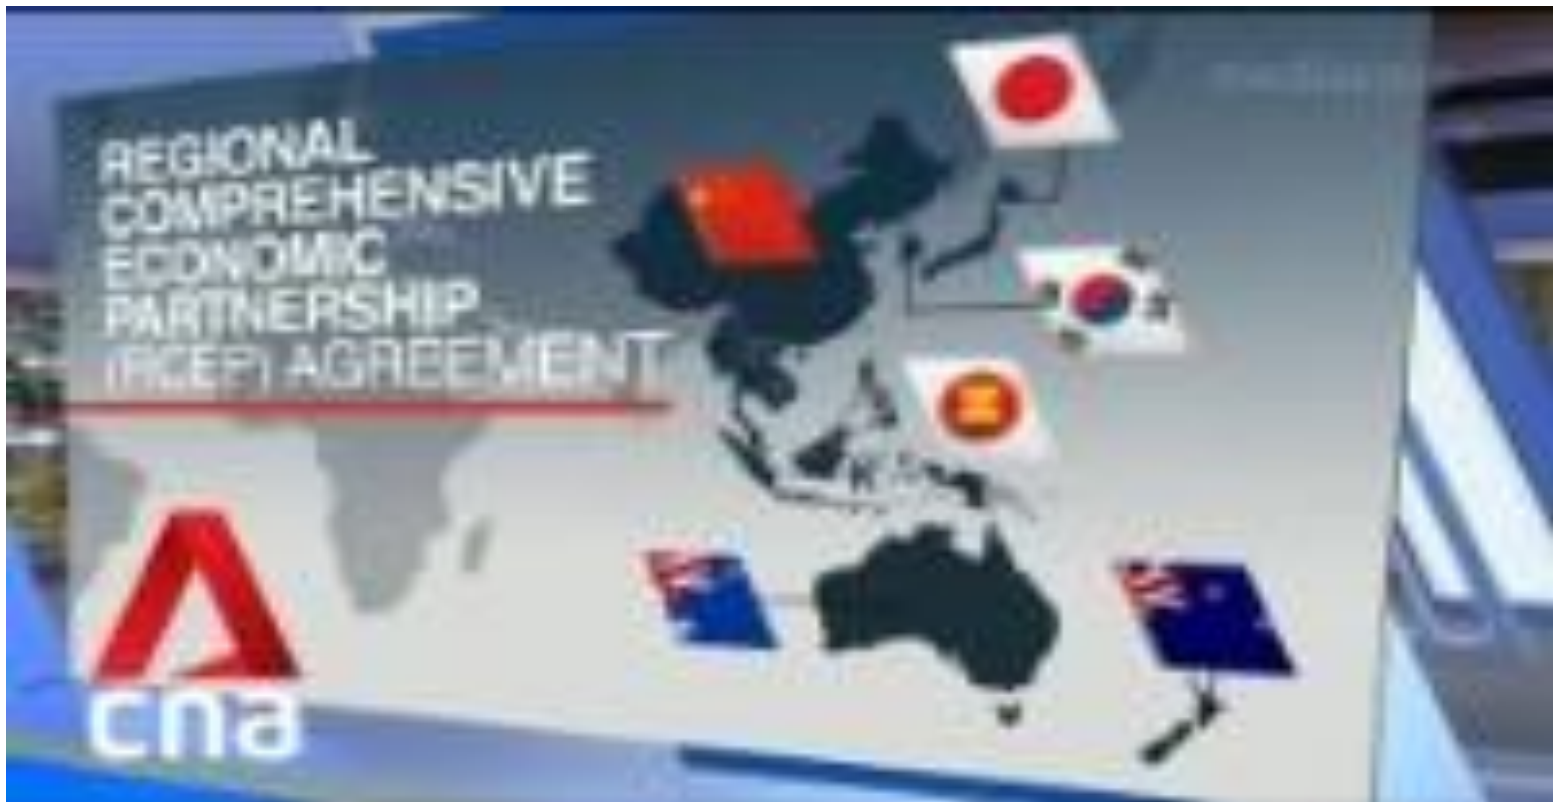 REGIONAL
COMPREHENSIVE
ECONOMIC
PARTNERSHIP
(RCEP) AGREEMENT
cna